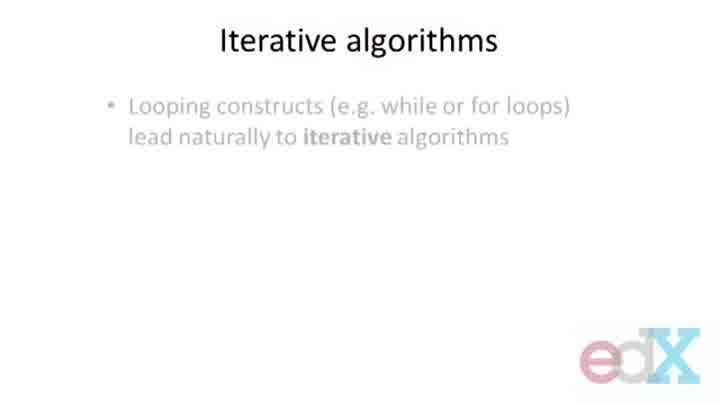 Iterative algorithms
• Looping constructs (e.g. while or for loops)
lead naturally to iterative algorithms
edX